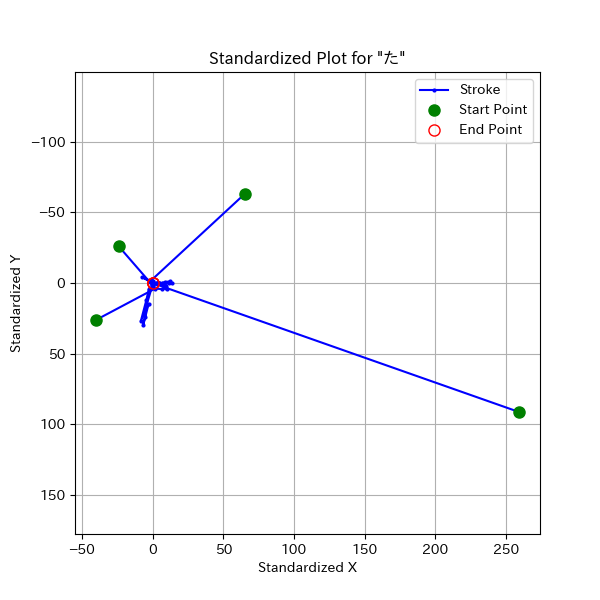 Standardized Plot for "た"
Stroke
Start Point
End Point
−100
−50
0
50
100
150
Standardized Y
−50 0 50 100 150 200 250
Standardized X